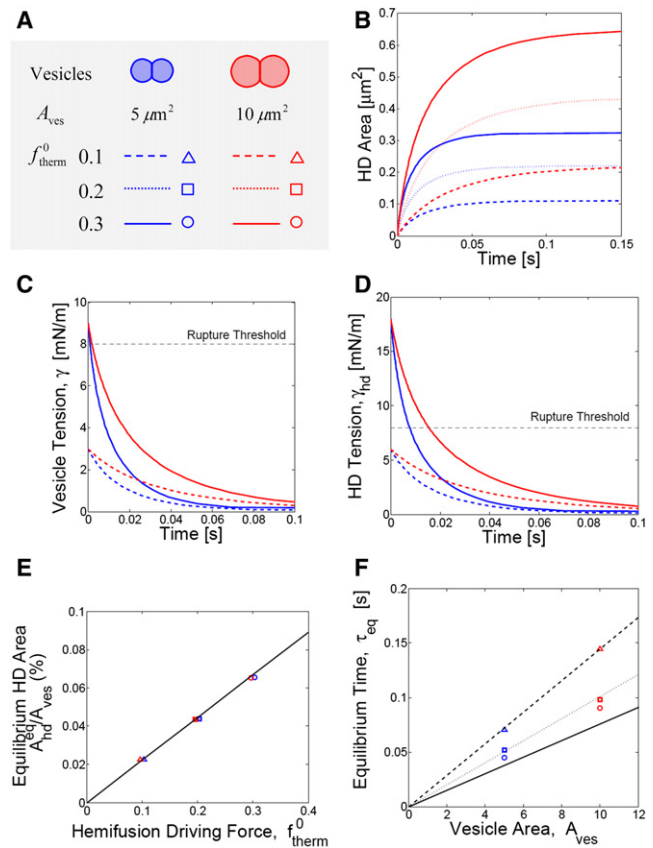 A
Vesicles
A_ves 5 μm² 10 μm²
f⁰_therm 0.1
0.2
0.3
B
HD Area [μm²]
0.8
0.7
0.6
0.5
0.4
0.3
0.2
0.1
0
0 0.05 0.1 0.15
Time [s]
C
Vesicle Tension, γ [mN/m]
10
8
6
4
2
0
Rupture Threshold
0 0.02 0.04 0.06 0.08 0.1
Time [s]
D
HD Tension, γ_hd [mN/m]
20
15
10
5
0
Rupture Threshold
0 0.02 0.04 0.06 0.08 0.1
Time [s]
E
Equilibrium HD Area
A^eq_hd/A_ves (%)
0.1
0.08
0.06
0.04
0.02
0
0 0.1 0.2 0.3 0.4
Hemifusion Driving Force, f⁰_therm
F
Equilibrium Time, τ_eq [s]
0.2
0.15
0.1
0.05
0
0 2 4 6 8 10 12
Vesicle Area, A_ves